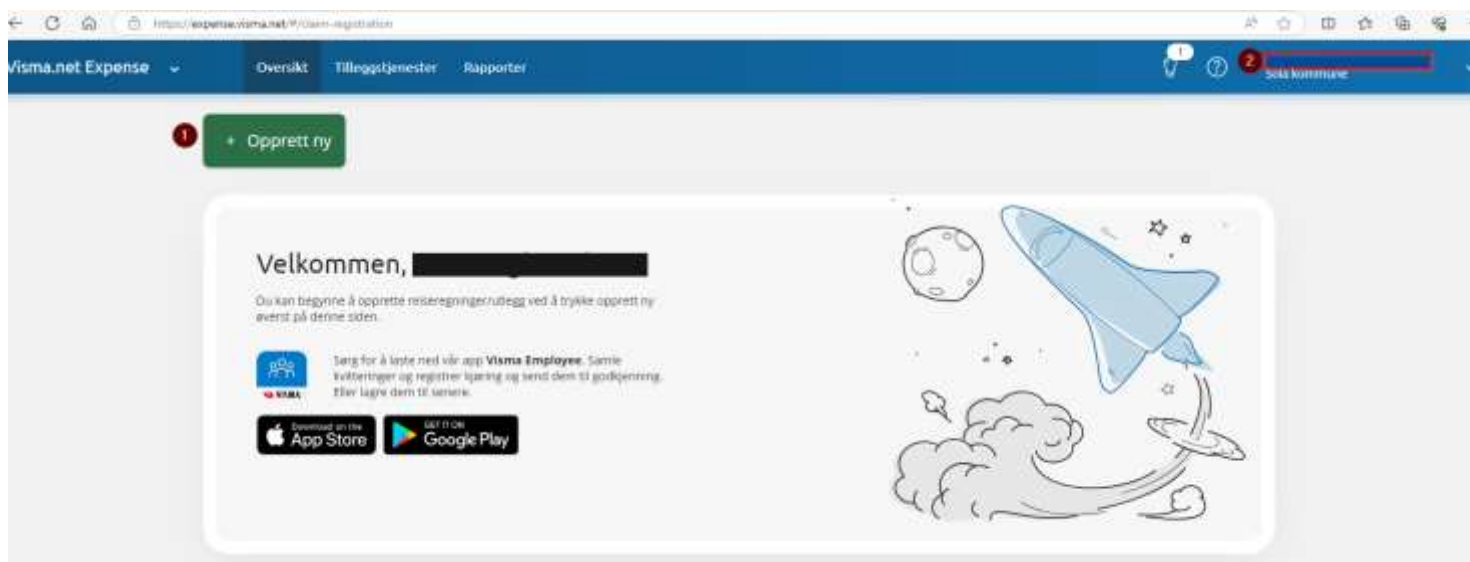 https://expense.visma.net/#/claim-registration
Visma.net Expense
Oversikt
Tilleggstjenester
Rapporter
1
2
Sola kommune
1
+ Opprett ny
Velkommen,
Du kan begynne å opprette reiseregninger/utlegg ved å trykke opprett ny
øverst på denne siden.
Sørg for å laste ned vår app Visma Employee. Samle
kvitteringer og registrer kjøring og send dem til godkjenning.
Eller lagre dem til senere.
VISMA
Download on the
App Store
GET IT ON
Google Play